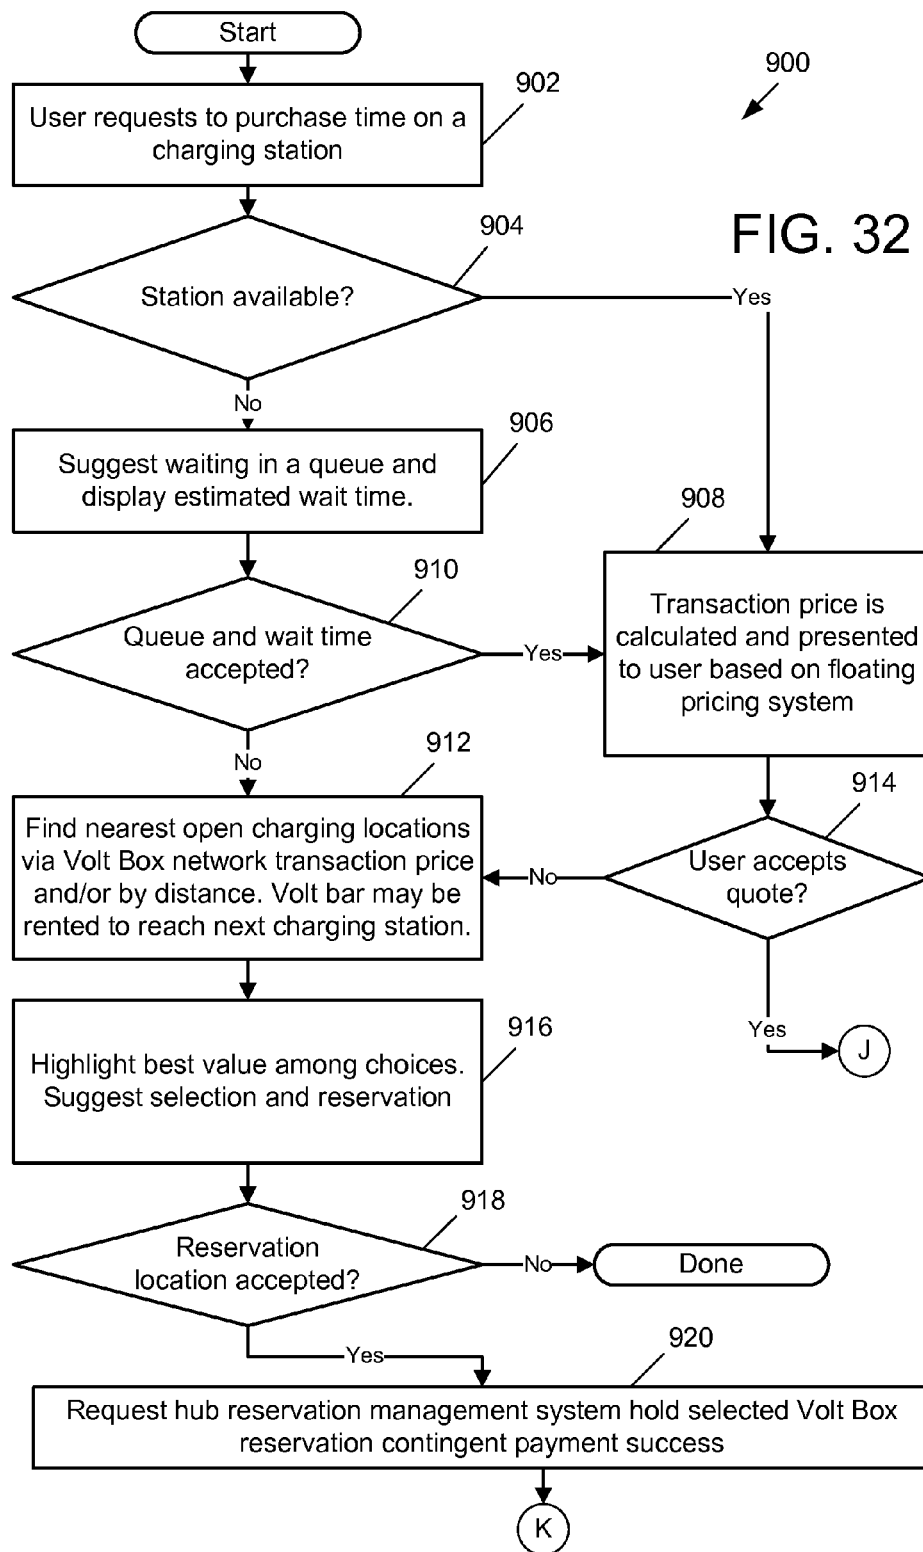 Start
900
902
User requests to purchase time on a
charging station
FIG. 32
904
Station available?
Yes
No
906
Suggest waiting in a queue and
display estimated wait time.
908
Transaction price is
calculated and presented
to user based on floating
pricing system
910
Queue and wait time
accepted?
Yes
No
912
Find nearest open charging locations
via Volt Box network transaction price
and/or by distance. Volt bar may be
rented to reach next charging station.
914
User accepts
quote?
No
Yes
J
916
Highlight best value among choices.
Suggest selection and reservation
918
Reservation
location accepted?
No
Done
Yes
920
Request hub reservation management system hold selected Volt Box
reservation contingent payment success
K